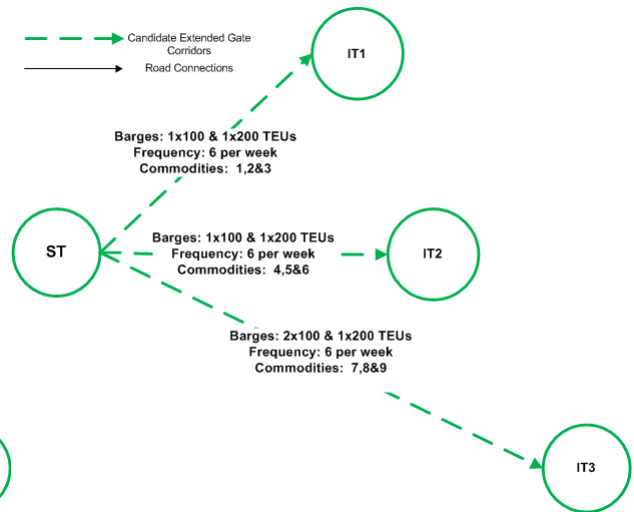 Candidate Extended Gate
Corridors
Road Connections
IT1
Barges: 1x100 & 1x200 TEUs
Frequency: 6 per week
Commodities: 1,2&3
ST
Barges: 1x100 & 1x200 TEUs
Frequency: 6 per week
Commodities: 4,5&6
IT2
Barges: 2x100 & 1x200 TEUs
Frequency: 6 per week
Commodities: 7,8&9
IT3